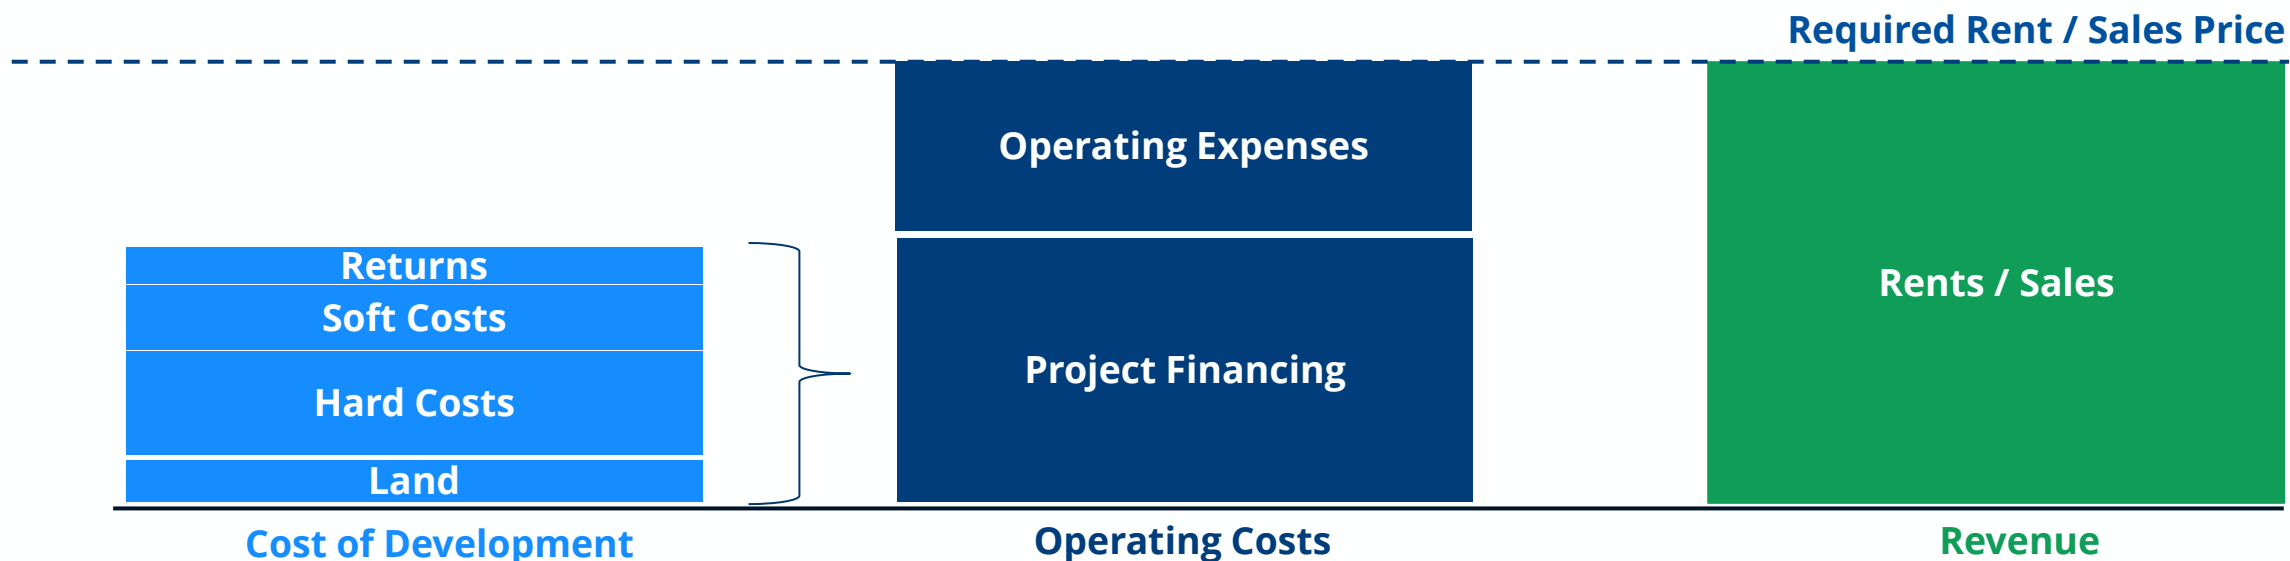 Required Rent / Sales Price
Operating Expenses
Returns
Soft Costs
Hard Costs
Land
Project Financing
Rents / Sales
Cost of Development
Operating Costs
Revenue